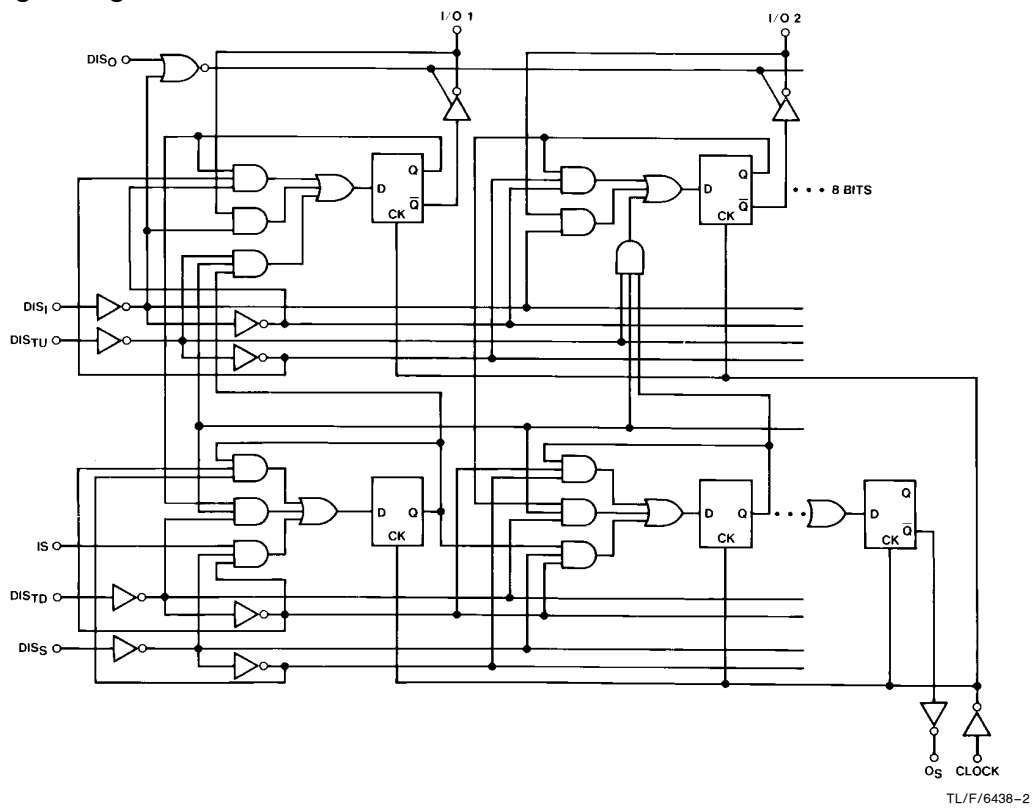 I/O 1
I/O 2
DISO
D
Q
Q̅
CK
D
Q
Q̅
CK
• • • 8 BITS
DISI
DISTU
D
Q
CK
D
Q
CK
• • •
D
Q
Q̅
CK
IS
DISTD
DISS
OS
CLOCK
TL/F/6438–2